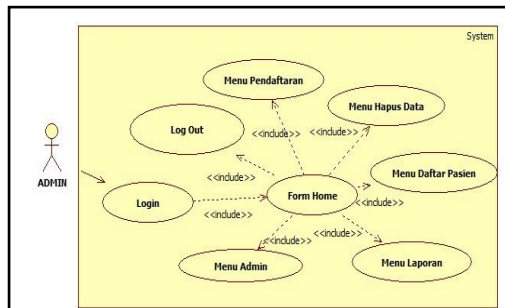 System
Menu Pendaftaran
Menu Hapus Data
Log Out
<<include>>
<<include>>
ADMIN
<<include>>
Form Home
Menu Daftar Pasien
Login
<<include>>
<<include>>
<<include>>
<<include>>
Menu Admin
Menu Laporan